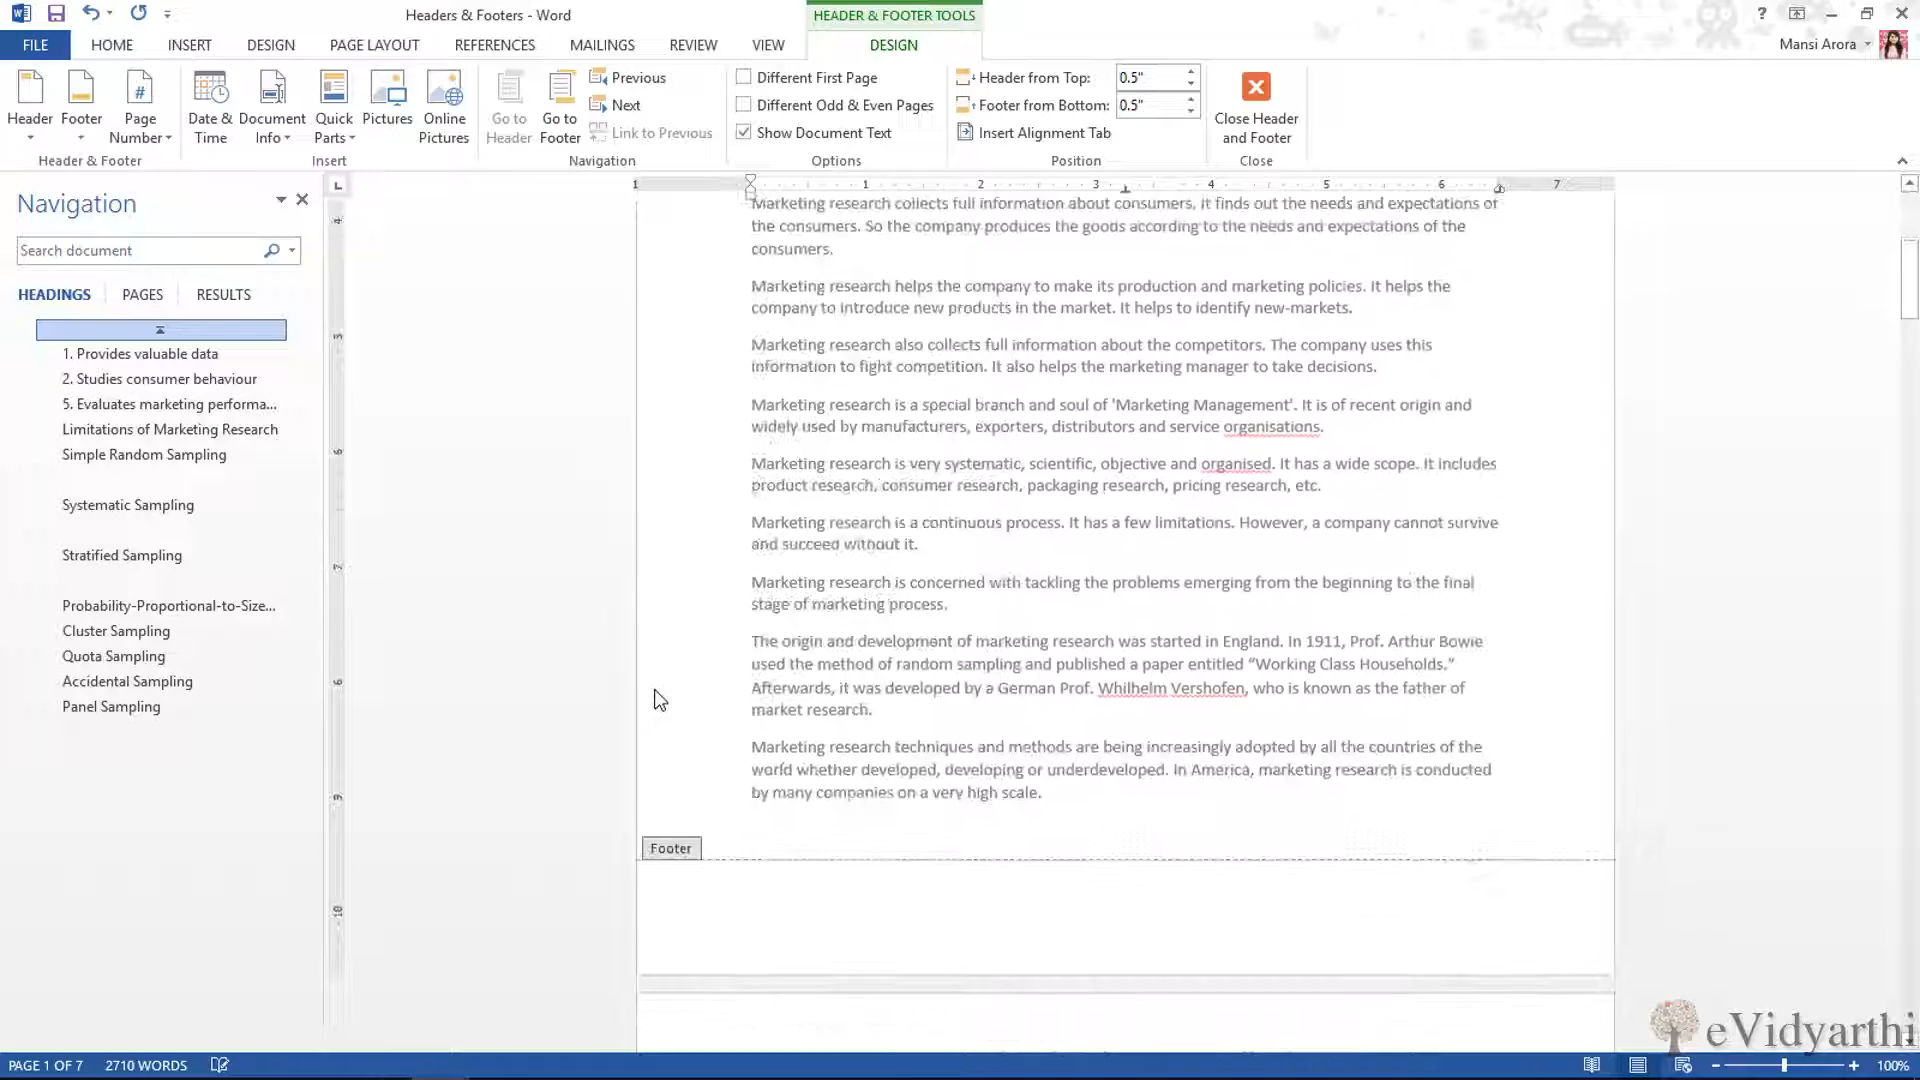 Headers & Footers - Word
HEADER & FOOTER TOOLS
?
FILE HOME INSERT DESIGN PAGE LAYOUT REFERENCES MAILINGS REVIEW VIEW DESIGN
Mansi Arora
Header
Footer
Page Number
Header & Footer
Date & Time
Document Info
Quick Parts
Pictures
Online Pictures
Insert
Go to Header
Go to Footer
Previous
Next
Link to Previous
Navigation
Different First Page
Different Odd & Even Pages
Show Document Text
Options
Header from Top: 0.5"
Footer from Bottom: 0.5"
Insert Alignment Tab
Position
Close Header and Footer
Close
Navigation
Search document
HEADINGS PAGES RESULTS
1. Provides valuable data
2. Studies consumer behaviour
5. Evaluates marketing performa...
Limitations of Marketing Research
Simple Random Sampling
Systematic Sampling
Stratified Sampling
Probability-Proportional-to-Size...
Cluster Sampling
Quota Sampling
Accidental Sampling
Panel Sampling
1 1 2 3 4 5 6 7
Marketing research collects full information about consumers. It finds out the needs and expectations of
the consumers. So the company produces the goods according to the needs and expectations of the
consumers.
Marketing research helps the company to make its production and marketing policies. It helps the
company to introduce new products in the market. It helps to identify new-markets.
Marketing research also collects full information about the competitors. The company uses this
information to fight competition. It also helps the marketing manager to take decisions.
Marketing research is a special branch and soul of 'Marketing Management'. It is of recent origin and
widely used by manufacturers, exporters, distributors and service organisations.
Marketing research is very systematic, scientific, objective and organised. It has a wide scope. It includes
product research, consumer research, packaging research, pricing research, etc.
Marketing research is a continuous process. It has a few limitations. However, a company cannot survive
and succeed without it.
Marketing research is concerned with tackling the problems emerging from the beginning to the final
stage of marketing process.
The origin and development of marketing research was started in England. In 1911, Prof. Arthur Bowie
used the method of random sampling and published a paper entitled “Working Class Households.”
Afterwards, it was developed by a German Prof. Whilhelm Vershofen, who is known as the father of
market research.
Marketing research techniques and methods are being increasingly adopted by all the countries of the
world whether developed, developing or underdeveloped. In America, marketing research is conducted
by many companies on a very high scale.
Footer
eVidyarthi
PAGE 1 OF 7 2710 WORDS
100%